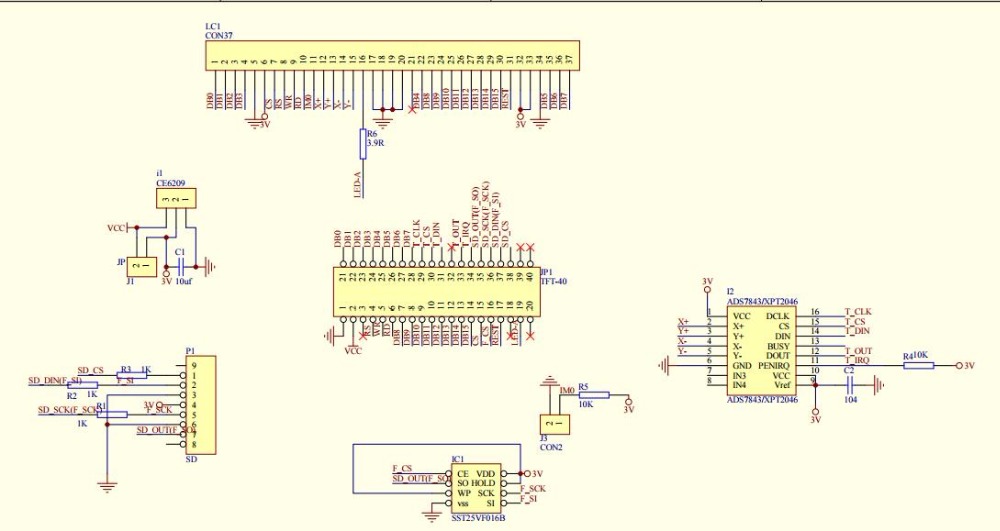 LC1
CON37
1 2 3 4 5 6 7 8 9 10 11 12 13 14 15 16 17 18 19 20 21 22 23 24 25 26 27 28 29 30 31 32 33 34 35 36 37
DB0 DB1 DB2 DB3 CS RS WR RD IM0 X+ Y+ X- Y- DB4 DB8 DB9 DB10 DB11 DB12 DB13 DB14 DB15 REST DB5 DB6 DB7
3V 3V
R6
3.9R
LED-A
i1
CE6209
3 2 1
VCC
JP
2 1
J1
3V
C1
10uf
DB0 DB1 DB2 DB3 DB4 DB5 DB6 DB7 T_CLK T_CS T_DIN T_OUT T_IRQ SD_OUT(F_SO) SD_SCK(F_SCK) SD_DIN(F_SI) SD_CS
21 22 23 24 25 26 27 28 29 30 31 32 33 34 35 36 37 38 39 40
JP1
TFT-40
1 2 3 4 5 6 7 8 9 10 11 12 13 14 15 16 17 18 19 20
VCC RS WR RD DB8 DB9 DB10 DB11 DB12 DB13 DB14 DB15 CS F_CS REST LED-A
I2
ADS7843/XPT2046
3V
1 VCC DCLK 16 T_CLK
X+ 2 X+ CS 15 T_CS
Y+ 3 Y+ DIN 14 T_DIN
X- 4 X- BUSY 13
Y- 5 Y- DOUT 12 T_OUT
6 GND PENIRQ 11 T_IRQ
7 IN3 VCC 10
8 IN4 Vref 9
ADS7843/XPT2046
R4 10K
3V
C2
104
3V
P1
9
SD_CS R3 1K 1
SD_DIN(F_SI) F_SI 2
R2 1K
3
3V 4
SD_SCK(F_SCK) R1 F_SCK 5
1K
6
SD_OUT(F_SO) 7
8
SD
IM0
R5
10K
3V
2 1
J3
CON2
IC1
F_CS CE VDD 3V
SD_OUT(F_SO) SO HOLD
WP SCK F_SCK
vss SI F_SI
SST25VF016B